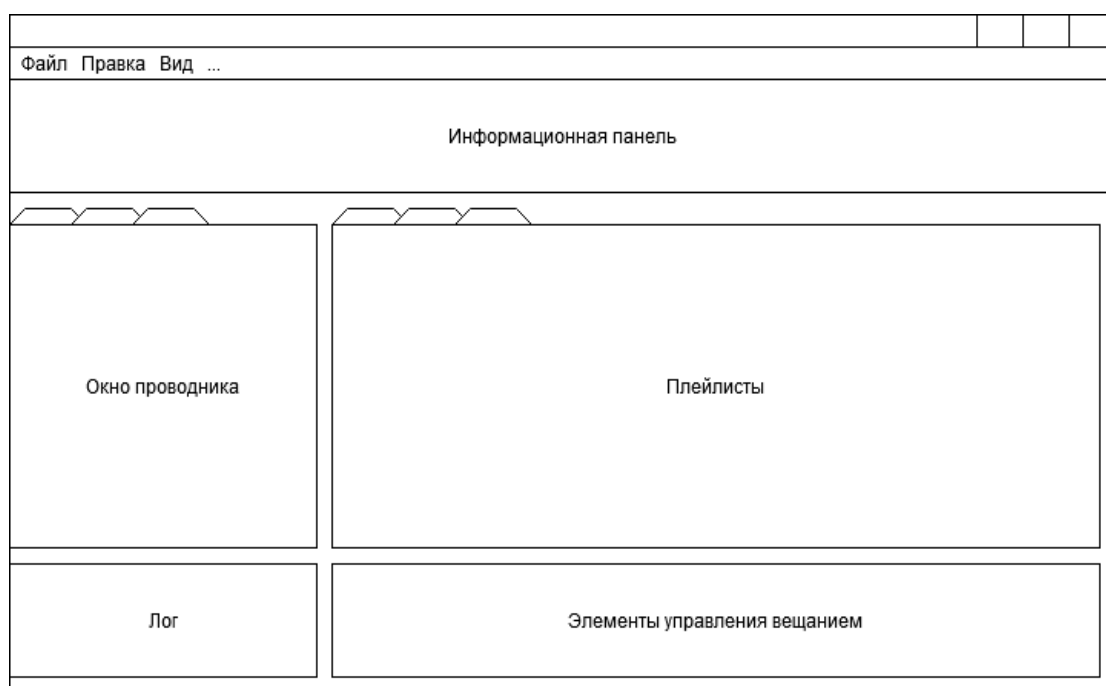 Файл Правка Вид ...
Информационная панель
Окно проводника
Плейлисты
Лог
Элементы управления вещанием